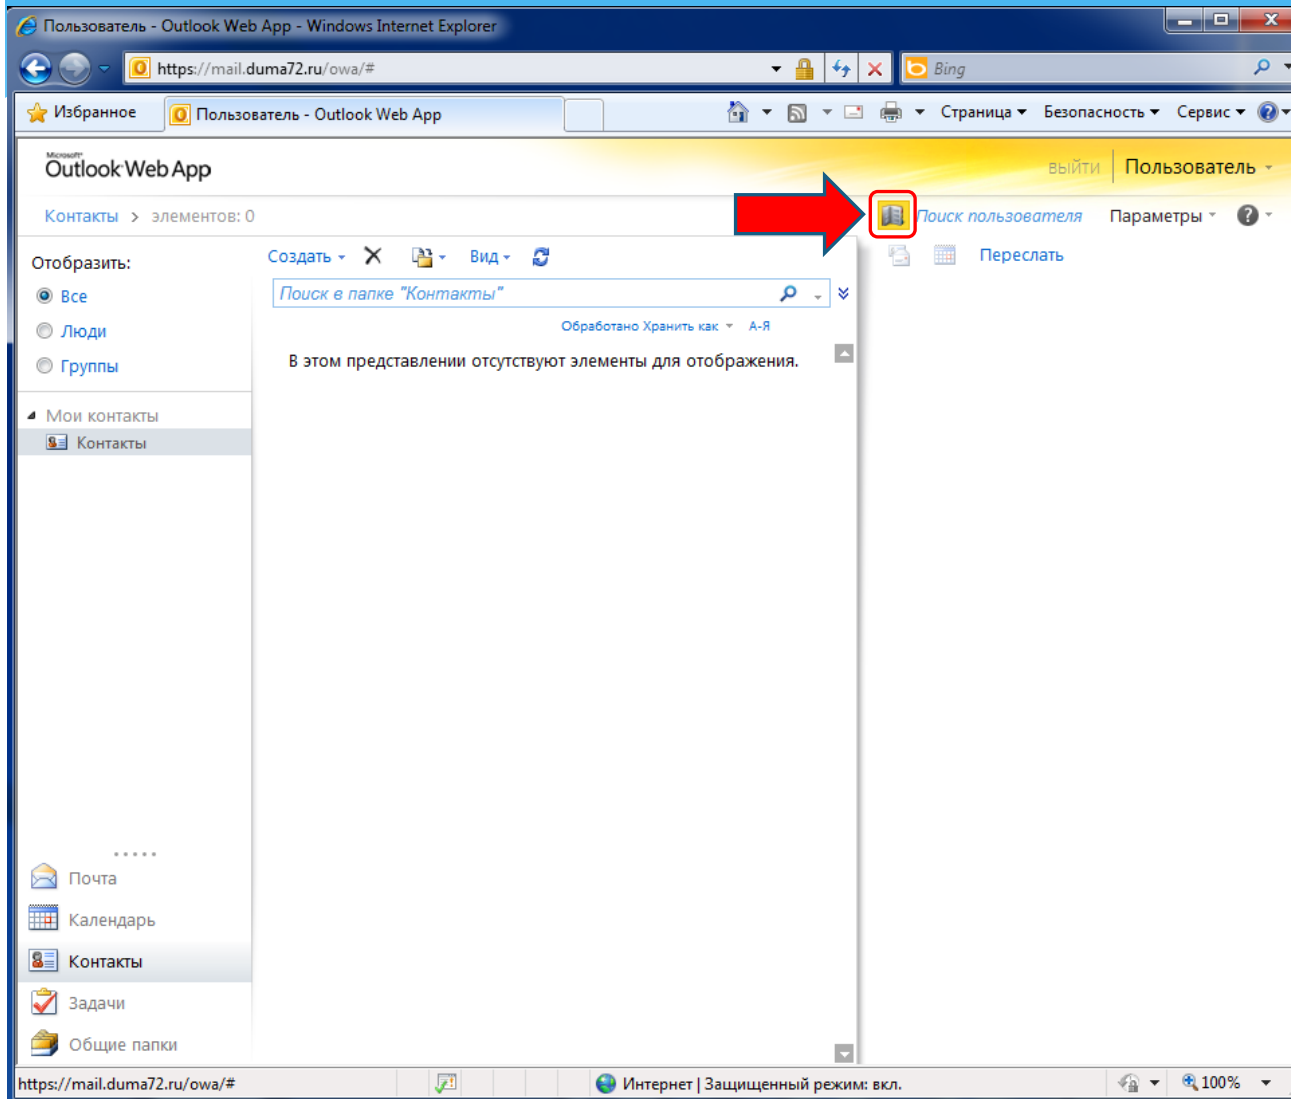 Пользователь - Outlook Web App - Windows Internet Explorer
https://mail.duma72.ru/owa/#
Bing
Избранное
Пользователь - Outlook Web App
Страница
Безопасность
Сервис
Microsoft
Outlook Web App
выйти
Пользователь
Контакты > элементов: 0
Поиск пользователя
Параметры
Отобразить:
Создать
Вид
Переслать
Все
Поиск в папке "Контакты"
Люди
Обработано Хранить как
А-Я
Группы
В этом представлении отсутствуют элементы для отображения.
Мои контакты
Контакты
Почта
Календарь
Контакты
Задачи
Общие папки
https://mail.duma72.ru/owa/#
Интернет | Защищенный режим: вкл.
100%